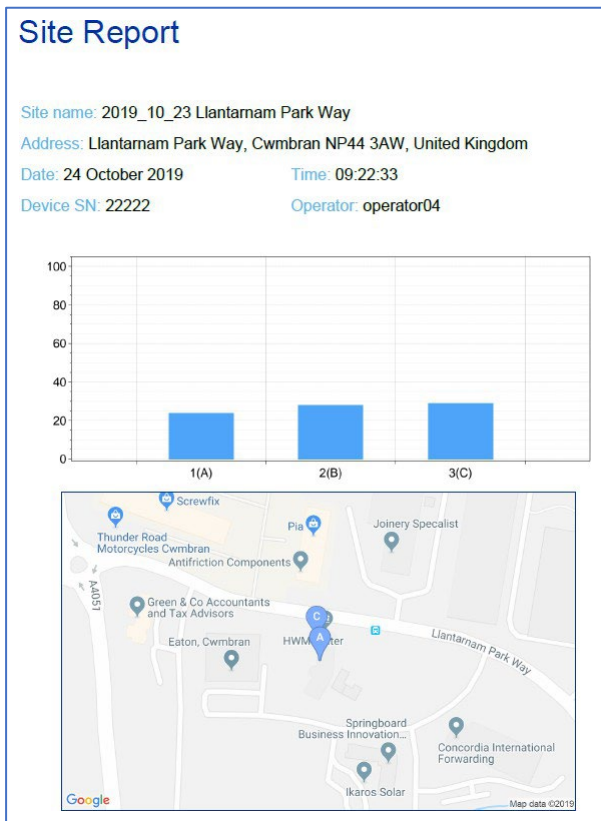 Site Report
Site name: 2019_10_23 Llantarnam Park Way
Address: Llantarnam Park Way, Cwmbran NP44 3AW, United Kingdom
Date: 24 October 2019 Time: 09:22:33
Device SN: 22222 Operator: operator04
100
80
60
40
20
0
1(A) 2(B) 3(C)
Screwfix
Thunder Road
Motorcycles Cwmbran
Pia
Joinery Specalist
Antifriction Components
A4051
Green & Co Accountants
and Tax Advisors
C
A
Eaton, Cwmbran
Llantarnam Park Way
Springboard
Business Innovation...
Concordia International
Forwarding
Ikaros Solar
Google
Map data ©2019